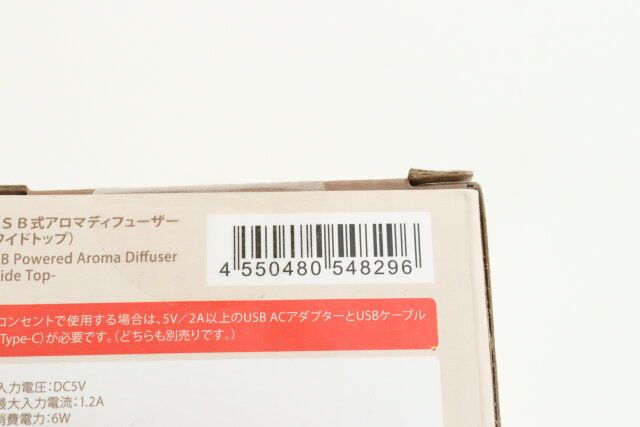 ＳＢ式アロマディフューザー
ワイドトップ）
4 550480 548296
B Powered Aroma Diffuser
ide Top-
コンセントで使用する場合は、5V／2A以上のUSB ACアダプターとUSBケーブル
Type-C)が必要です。（どちらも別売りです。）
入力電圧：DC5V
最大入力電流：1.2A
消費電力：6W